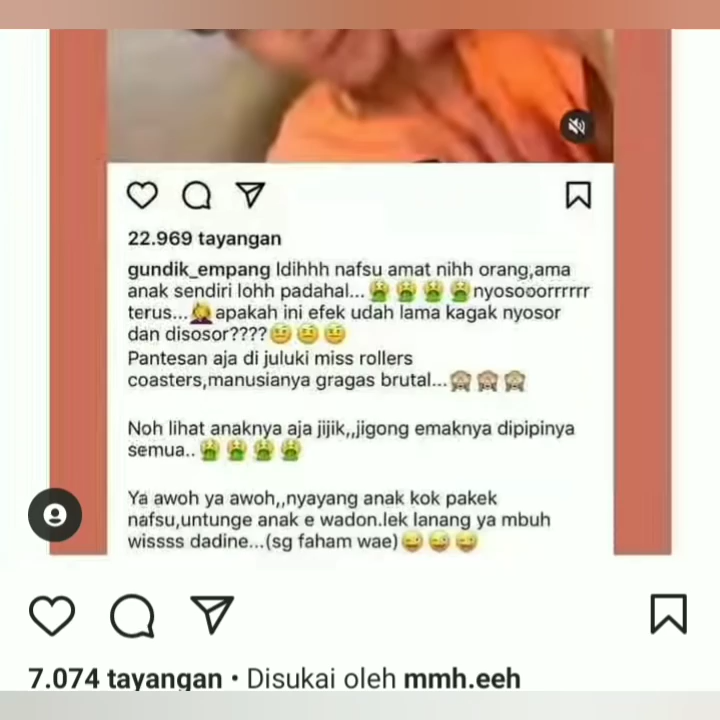 22.969 tayangan
gundik_empang Idihhh nafsu amat nihh orang,ama
anak sendiri lohh padahal...🤮🤮🤮🤮nyosooorrrrrr
terus...🤦apakah ini efek udah lama kagak nyosor
dan disosor????🤨🤨🤨
Pantesan aja di juluki miss rollers
coasters,manusianya gragas brutal...🙈🙈🙈
Noh lihat anaknya aja jijik,,jigong emaknya dipipinya
semua..🤮🤮🤮🤮
Ya awoh ya awoh,,nyayang anak kok pakek
nafsu,untunge anak e wadon.lek lanang ya mbuh
wissss dadine...(sg faham wae)😜😜😜
7.074 tayangan • Disukai oleh mmh.eeh